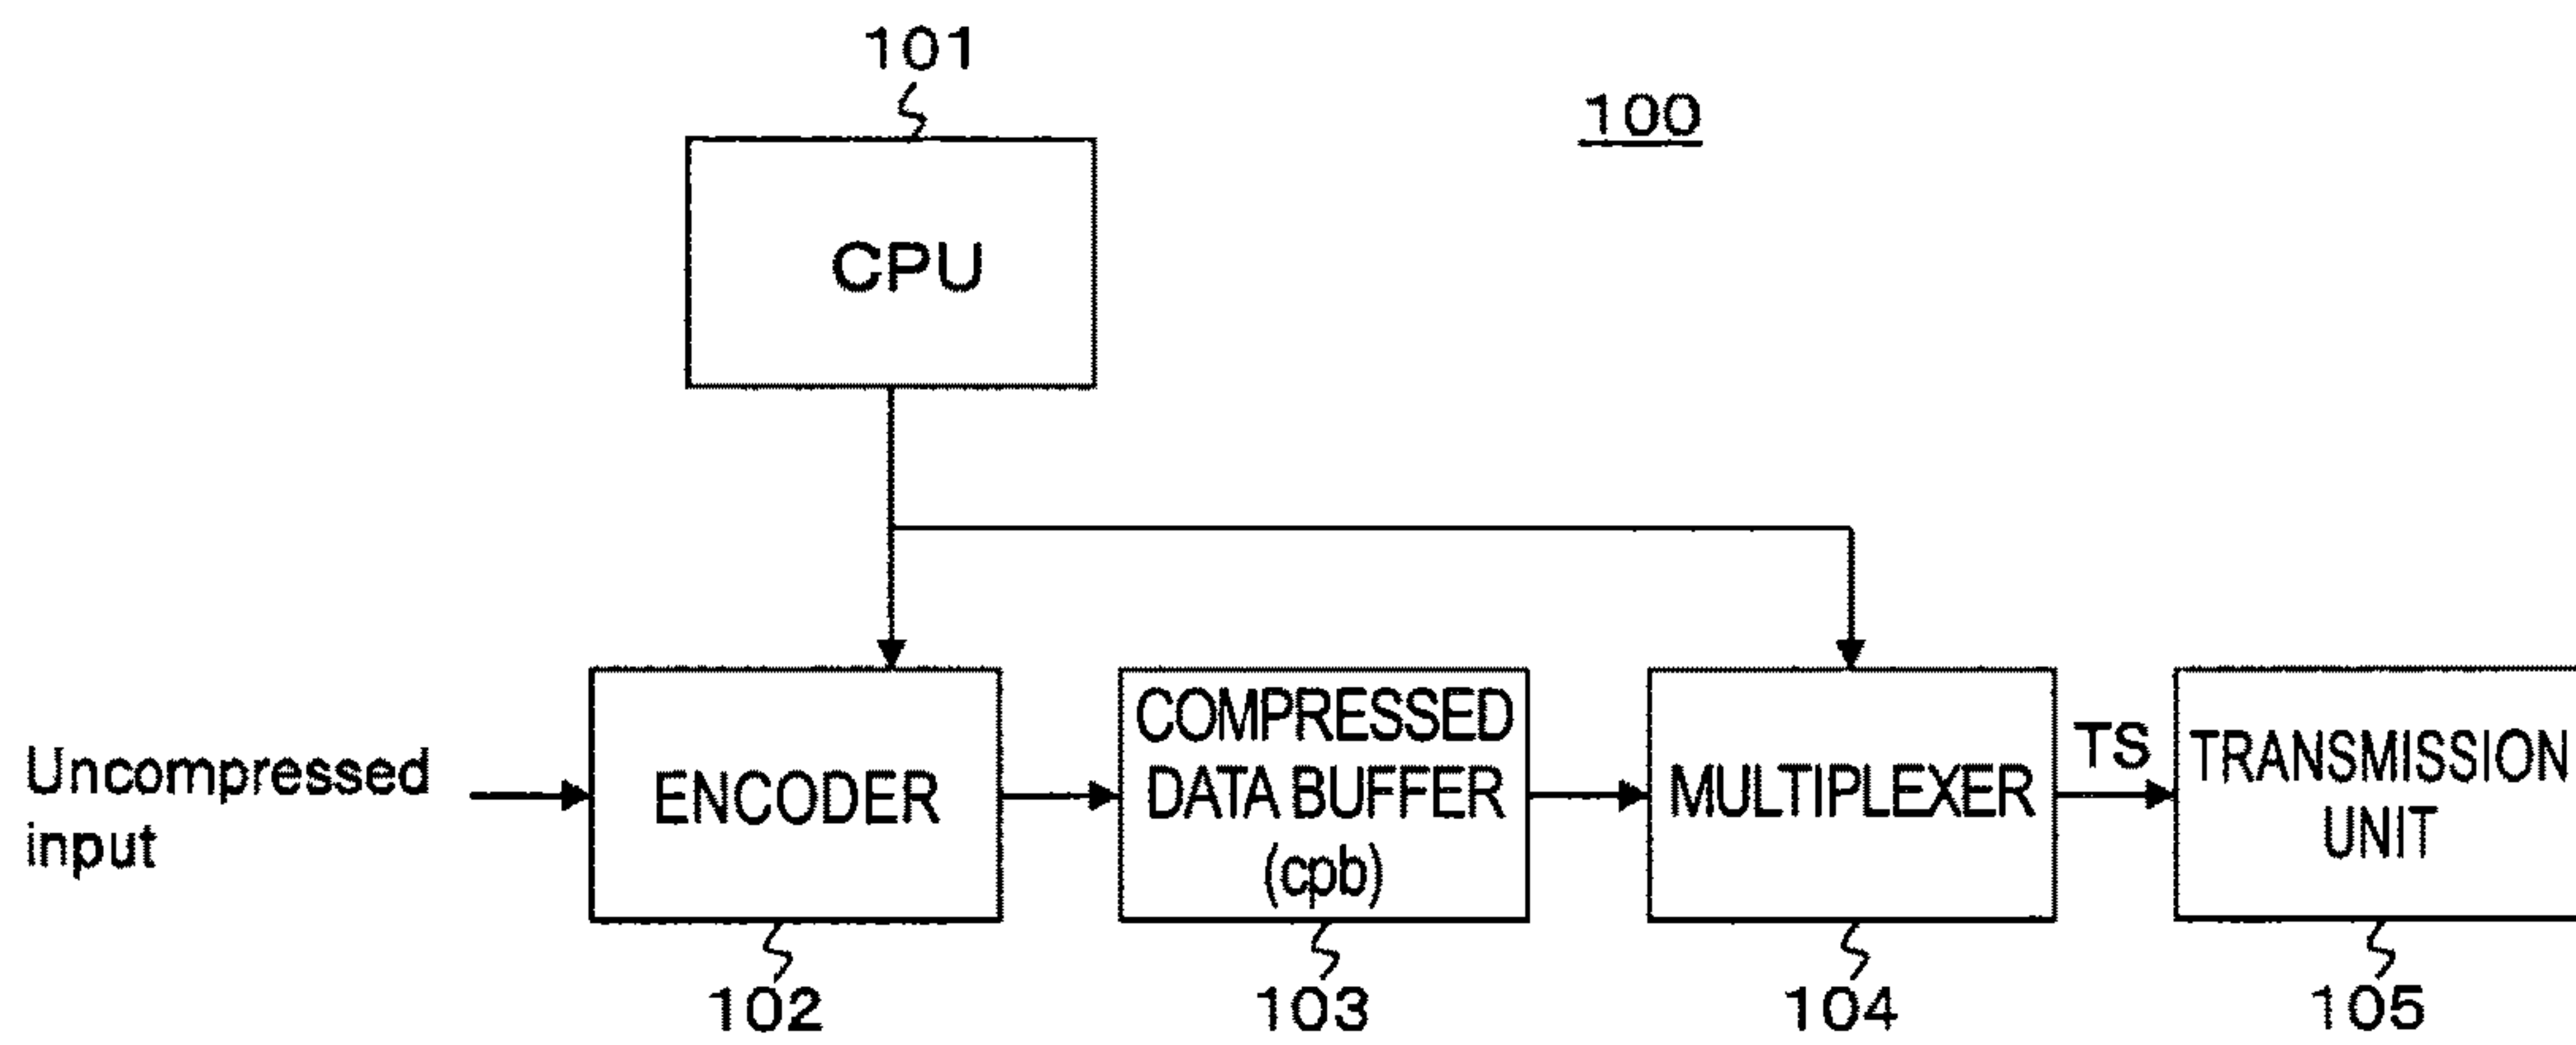 101
100
CPU
Uncompressed
input
ENCODER
COMPRESSED
DATA BUFFER
(cpb)
MULTIPLEXER
TS
TRANSMISSION
UNIT
102
103
104
105